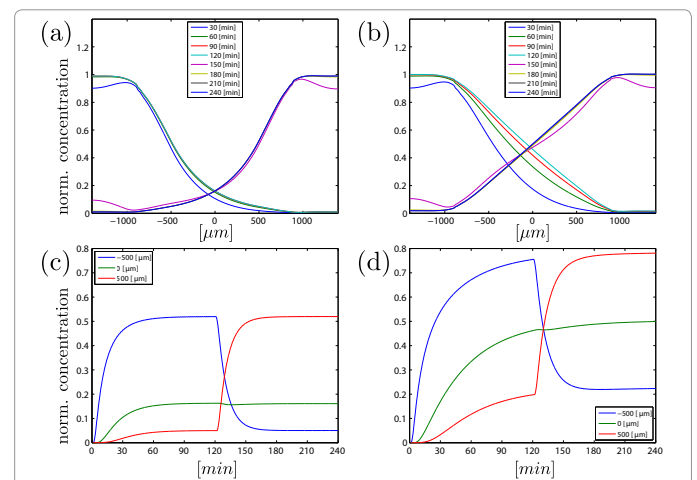 (a)
(b)
norm. concentration
1.2
1
0.8
0.6
0.4
0.2
0
30 [min]
60 [min]
90 [min]
120 [min]
150 [min]
180 [min]
210 [min]
240 [min]
−1000 −500 0 500 1000
[μm]
1.2
1
0.8
0.6
0.4
0.2
0
30 [min]
60 [min]
90 [min]
120 [min]
150 [min]
180 [min]
210 [min]
240 [min]
−1000 −500 0 500 1000
[μm]
(c)
(d)
norm. concentration
0.8
0.7
0.6
0.5
0.4
0.3
0.2
0.1
0
−500 [μm]
0 [μm]
500 [μm]
0 30 60 90 120 150 180 210 240
[min]
0.8
0.7
0.6
0.5
0.4
0.3
0.2
0.1
0
−500 [μm]
0 [μm]
500 [μm]
0 30 60 90 120 150 180 210 240
[min]